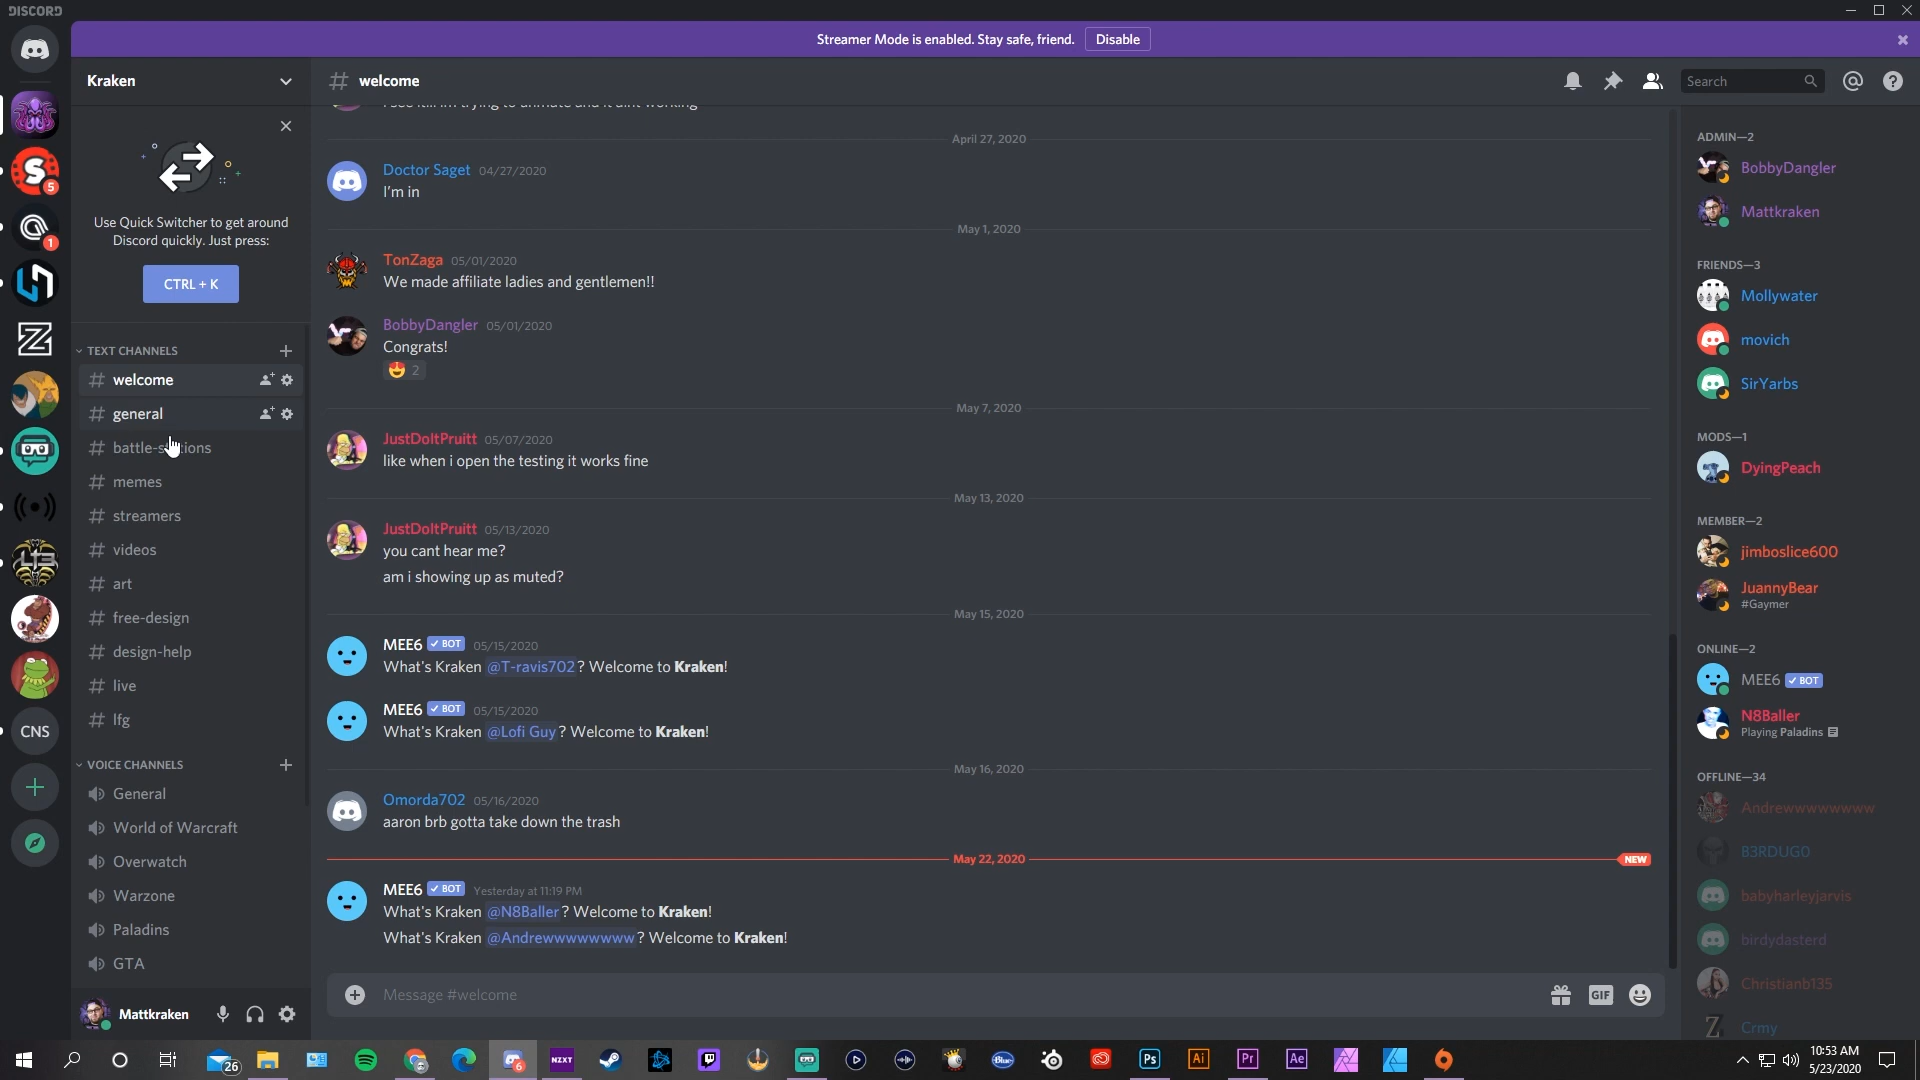 DISCORD
Streamer Mode is enabled. Stay safe, friend.
Disable
Kraken
Use Quick Switcher to get around
Discord quickly. Just press:
CTRL + K
TEXT CHANNELS
welcome
general
battle-stations
memes
streamers
videos
art
free-design
design-help
live
lfg
VOICE CHANNELS
General
World of Warcraft
Overwatch
Warzone
Paladins
GTA
Mattkraken
5
1
CNS
# welcome
Search
April 27, 2020
Doctor Saget 04/27/2020
I'm in
May 1, 2020
TonZaga 05/01/2020
We made affiliate ladies and gentlemen!!
BobbyDangler 05/01/2020
Congrats!
2
May 7, 2020
JustDoItPruitt 05/07/2020
like when i open the testing it works fine
May 13, 2020
JustDoItPruitt 05/13/2020
you cant hear me?
am i showing up as muted?
May 15, 2020
MEE6 BOT 05/15/2020
What's Kraken @T-ravis702? Welcome to Kraken!
MEE6 BOT 05/15/2020
What's Kraken @Lofi Guy? Welcome to Kraken!
May 16, 2020
Omorda702 05/16/2020
aaron brb gotta take down the trash
May 22, 2020
NEW
MEE6 BOT Yesterday at 11:19 PM
What's Kraken @N8Baller? Welcome to Kraken!
What's Kraken @Andrewwwwwwww? Welcome to Kraken!
Message #welcome
GIF
ADMIN—2
BobbyDangler
Mattkraken
FRIENDS—3
Mollywater
movich
SirYarbs
MODS—1
DyingPeach
MEMBER—2
jimboslice600
JuannyBear
#Gaymer
ONLINE—2
MEE6 BOT
N8Baller
Playing Paladins
OFFLINE—34
Andrewwwwwwww
B3RDUG0
babyharleyjarvis
birdydasterd
Christianb135
Crmy
26
6
NZXT
Blue
Ps
Ai
Pr
Ae
10:53 AM
5/23/2020